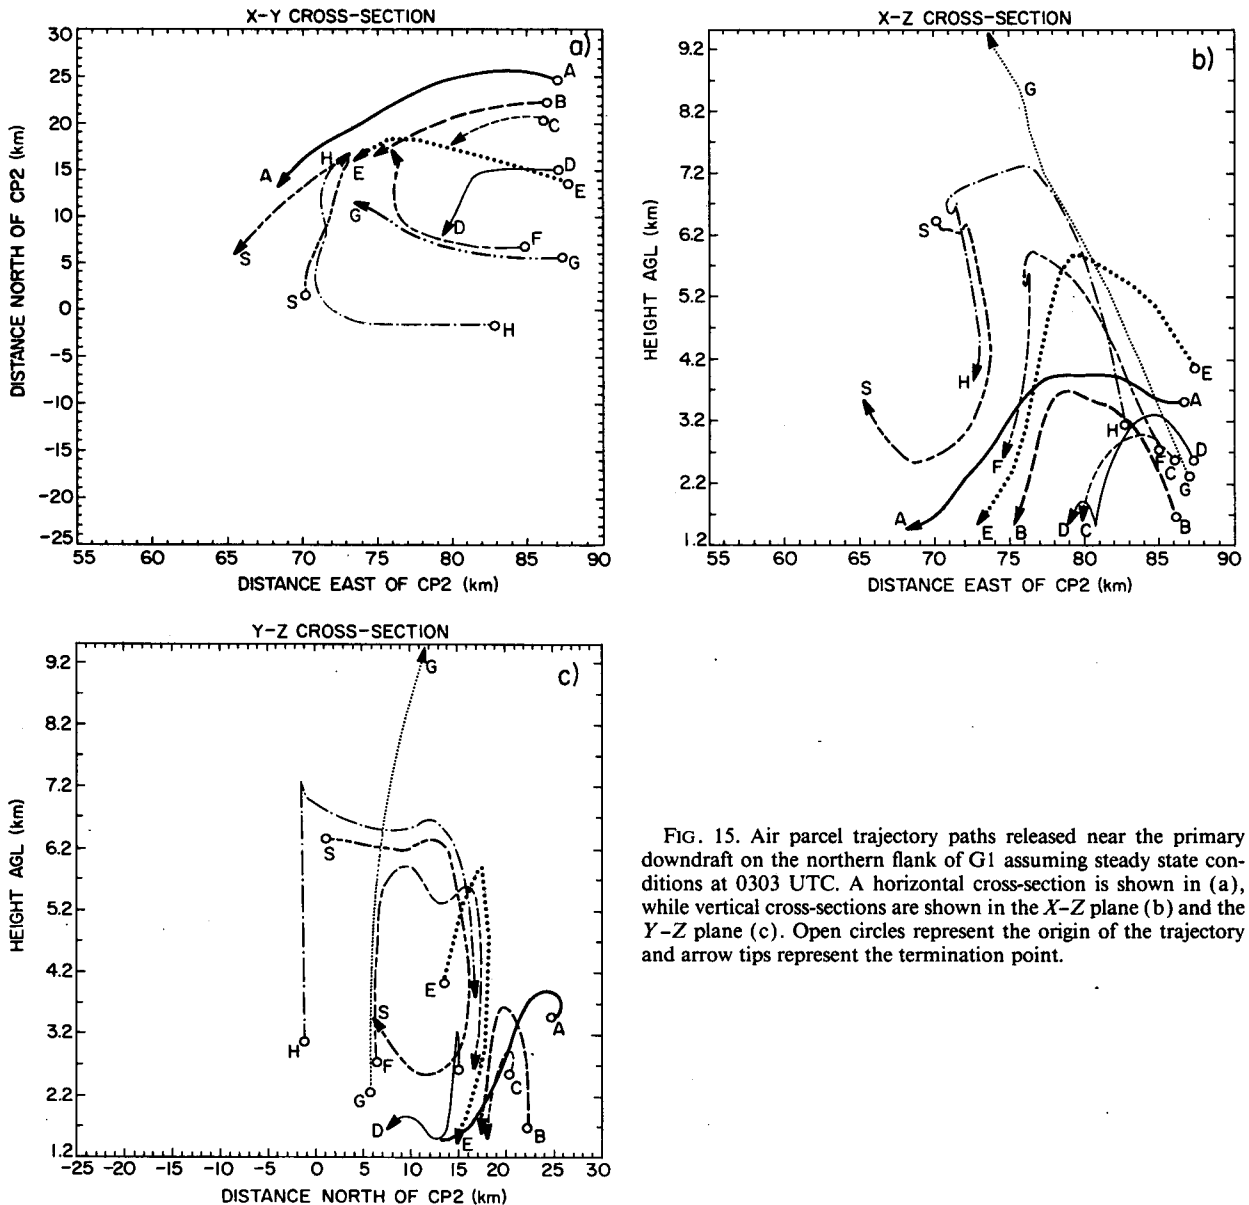 X-Y CROSS-SECTION
a)
30
25
20
15
10
5
0
-5
-10
-15
-20
-25
DISTANCE NORTH OF CP2 (km)
A
B
C
D
E
F
G
H
S
A
H
E
G
D
S
55 60 65 70 75 80 85 90
DISTANCE EAST OF CP2 (km)
X-Z CROSS-SECTION
b)
9.2
8.2
7.2
6.2
5.2
4.2
3.2
2.2
1.2
HEIGHT AGL (km)
G
S
E
H
S
A
H
D
F
F
C
G
A
E
B
D
C
B
55 60 65 70 75 80 85 90
DISTANCE EAST OF CP2 (km)
Y-Z CROSS-SECTION
c)
9.2
8.2
7.2
6.2
5.2
4.2
3.2
2.2
1.2
HEIGHT AGL (km)
G
S
E
S
A
H
F
G
C
D
E
B
-25 -20 -15 -10 -5 0 5 10 15 20 25 30
DISTANCE NORTH OF CP2 (km)
FIG. 15. Air parcel trajectory paths released near the primary
downdraft on the northern flank of G1 assuming steady state con-
ditions at 0303 UTC. A horizontal cross-section is shown in (a),
while vertical cross-sections are shown in the X–Z plane (b) and the
Y–Z plane (c). Open circles represent the origin of the trajectory
and arrow tips represent the termination point.